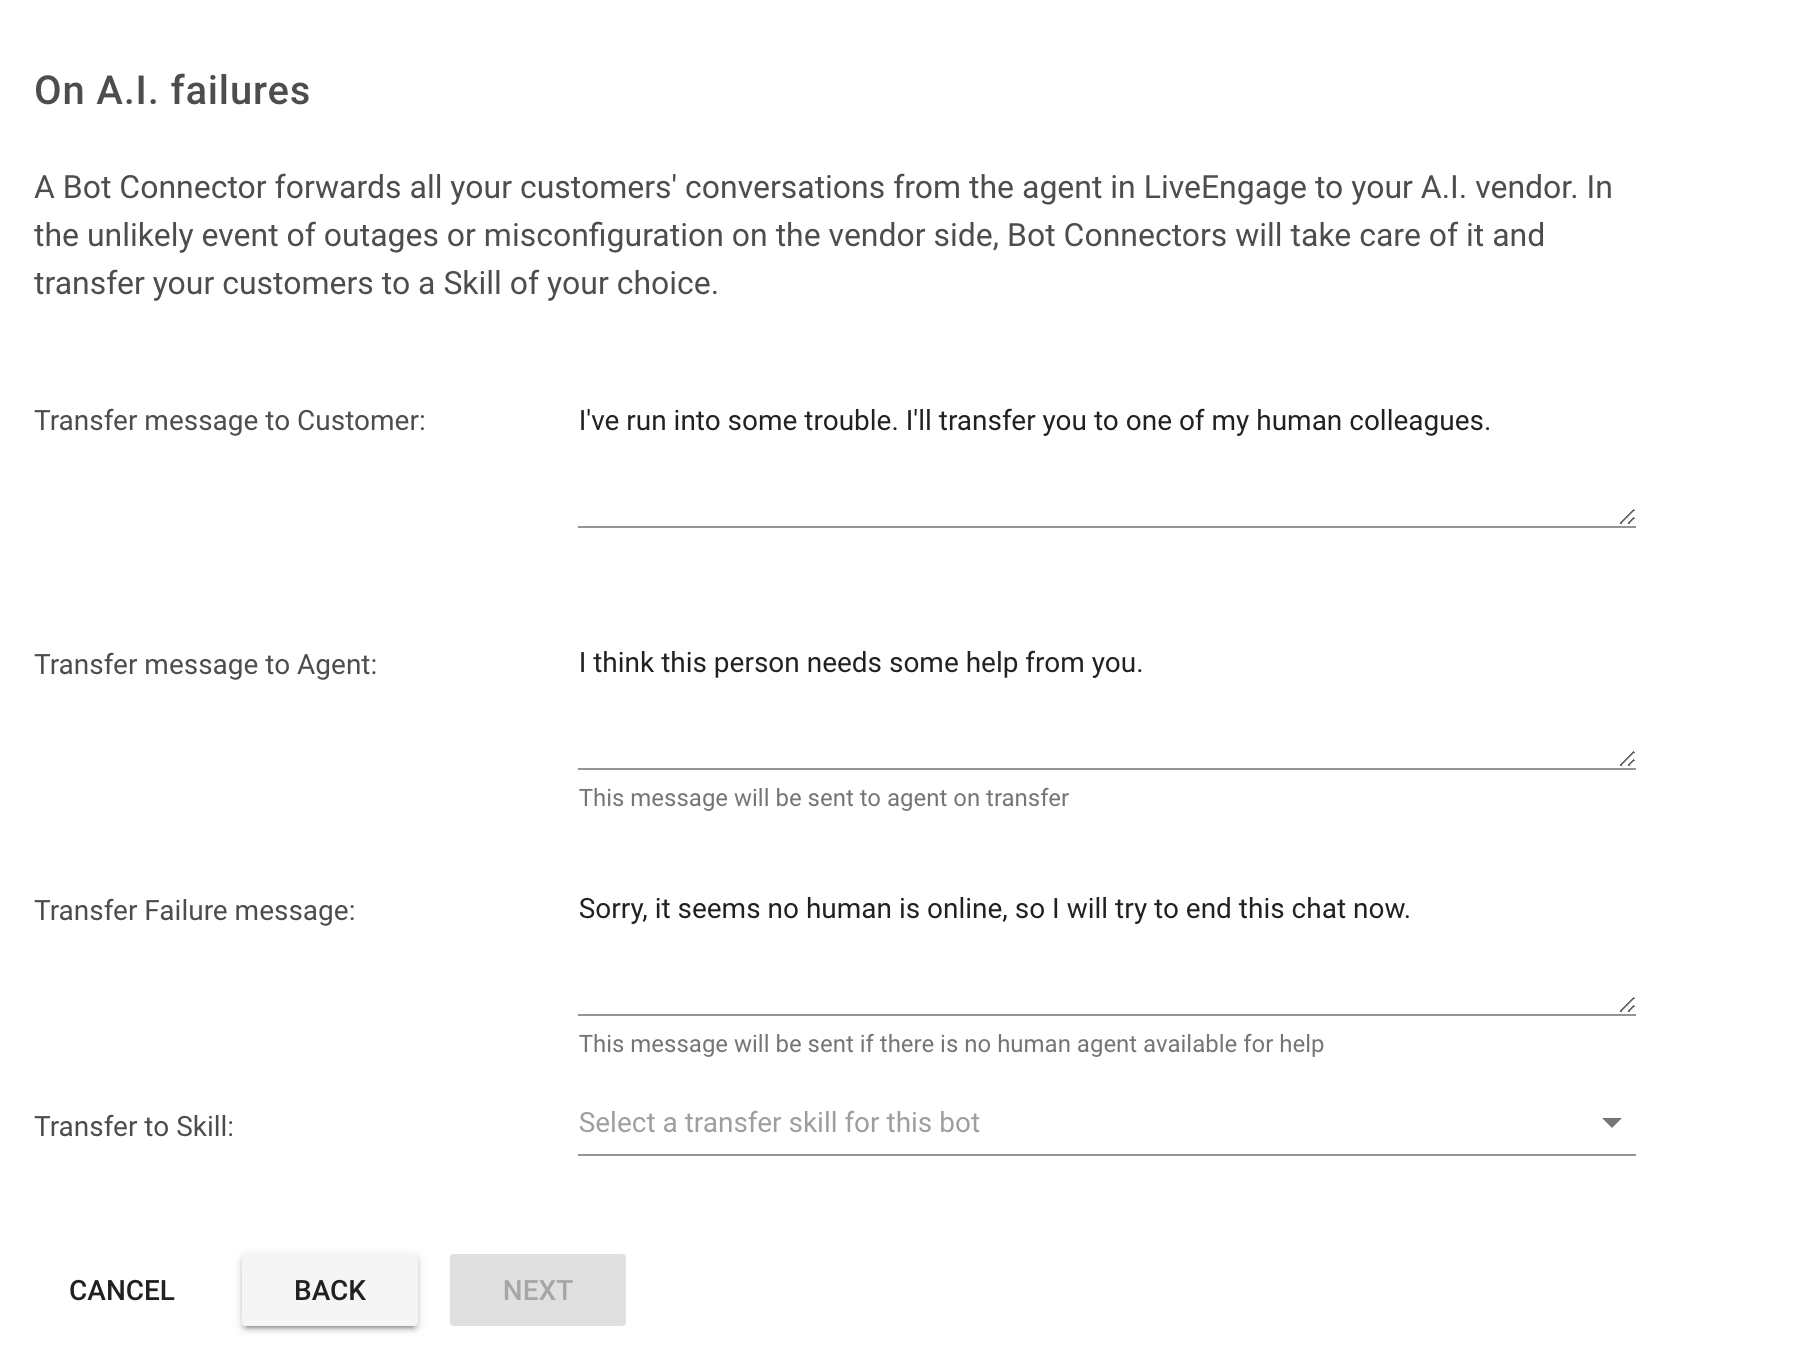 On A.I. failures
A Bot Connector forwards all your customers' conversations from the agent in LiveEngage to your A.I. vendor. In
the unlikely event of outages or misconfiguration on the vendor side, Bot Connectors will take care of it and
transfer your customers to a Skill of your choice.
Transfer message to Customer:
I've run into some trouble. I'll transfer you to one of my human colleagues.
Transfer message to Agent:
I think this person needs some help from you.
This message will be sent to agent on transfer
Transfer Failure message:
Sorry, it seems no human is online, so I will try to end this chat now.
This message will be sent if there is no human agent available for help
Transfer to Skill:
Select a transfer skill for this bot
CANCEL
BACK
NEXT